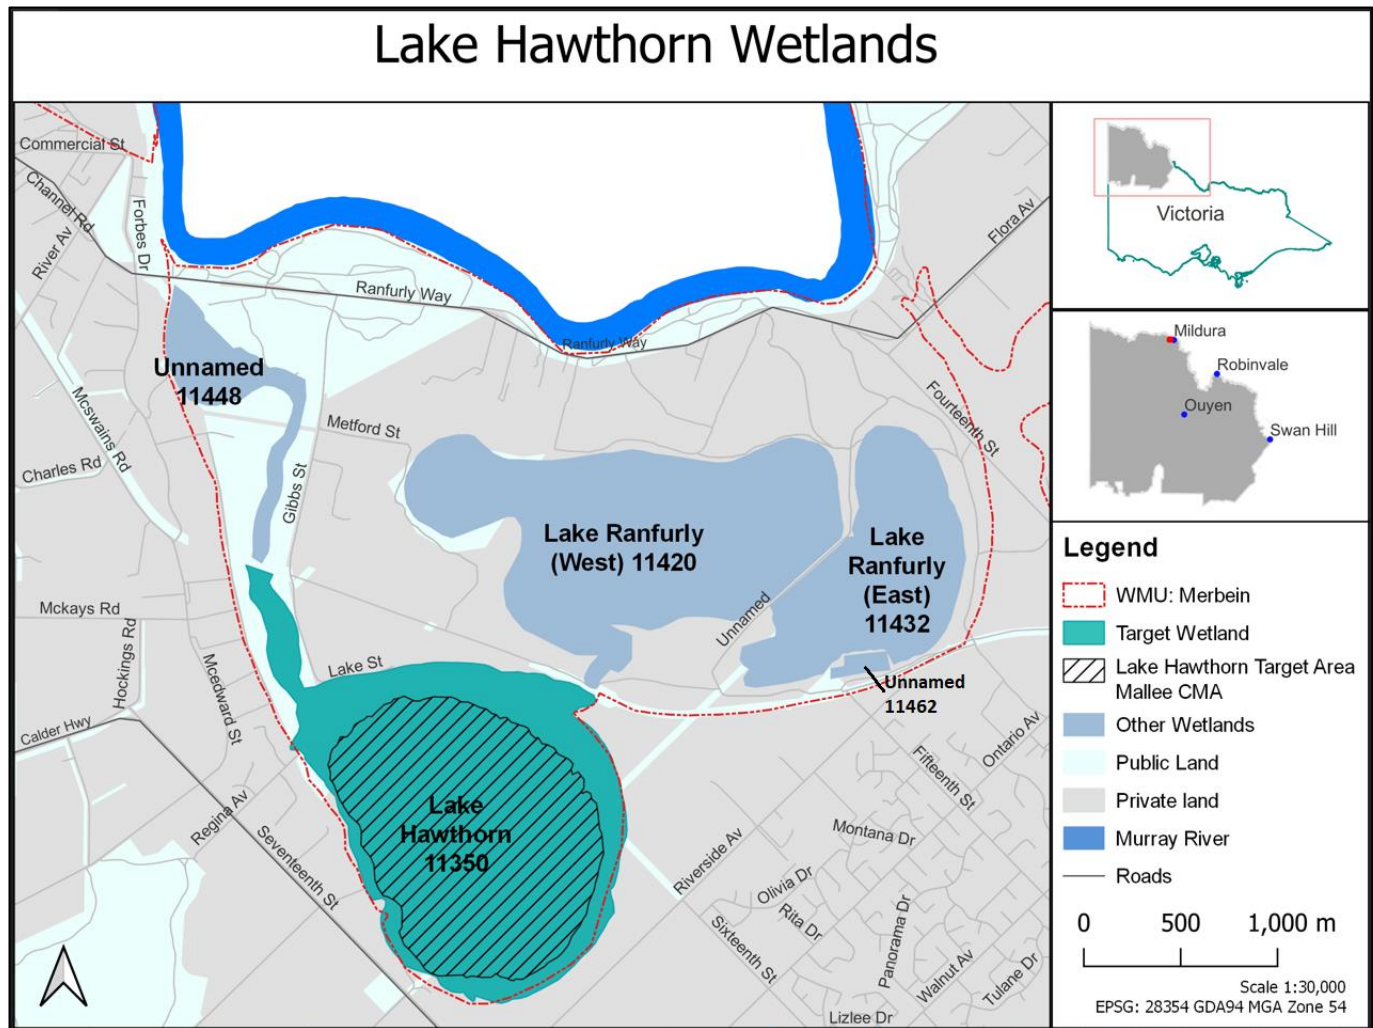 Lake Hawthorn Wetlands
Commercial St
Channel Rd
River Av
Forbes Dr
Ranfurly Way
Ranfurly Way
Flora Av
Unnamed
11448
Mcswains Rd
Metford St
Fourteenth St
Charles Rd
Gibbs St
Lake Ranfurly
(West) 11420
Lake
Ranfurly
(East)
11432
Mckays Rd
Hockings Rd
Mcedward St
Lake St
Unnamed
Unnamed
11462
Calder Hwy
Regina Av
Seventeenth St
Lake
Hawthorn
11350
Fifteenth St
Ontario Av
Montana Dr
Riverside Av
Olivia Dr
Rita Dr
Panorama Dr
Sixteenth St
Walnut Av
Tulane Dr
Lizlee Dr
Victoria
Mildura
Robinvale
Ouyen
Swan Hill
Legend
WMU: Merbein
Target Wetland
Lake Hawthorn Target Area
Mallee CMA
Other Wetlands
Public Land
Private land
Murray River
Roads
0 500 1,000 m
Scale 1:30,000
EPSG: 28354 GDA94 MGA Zone 54